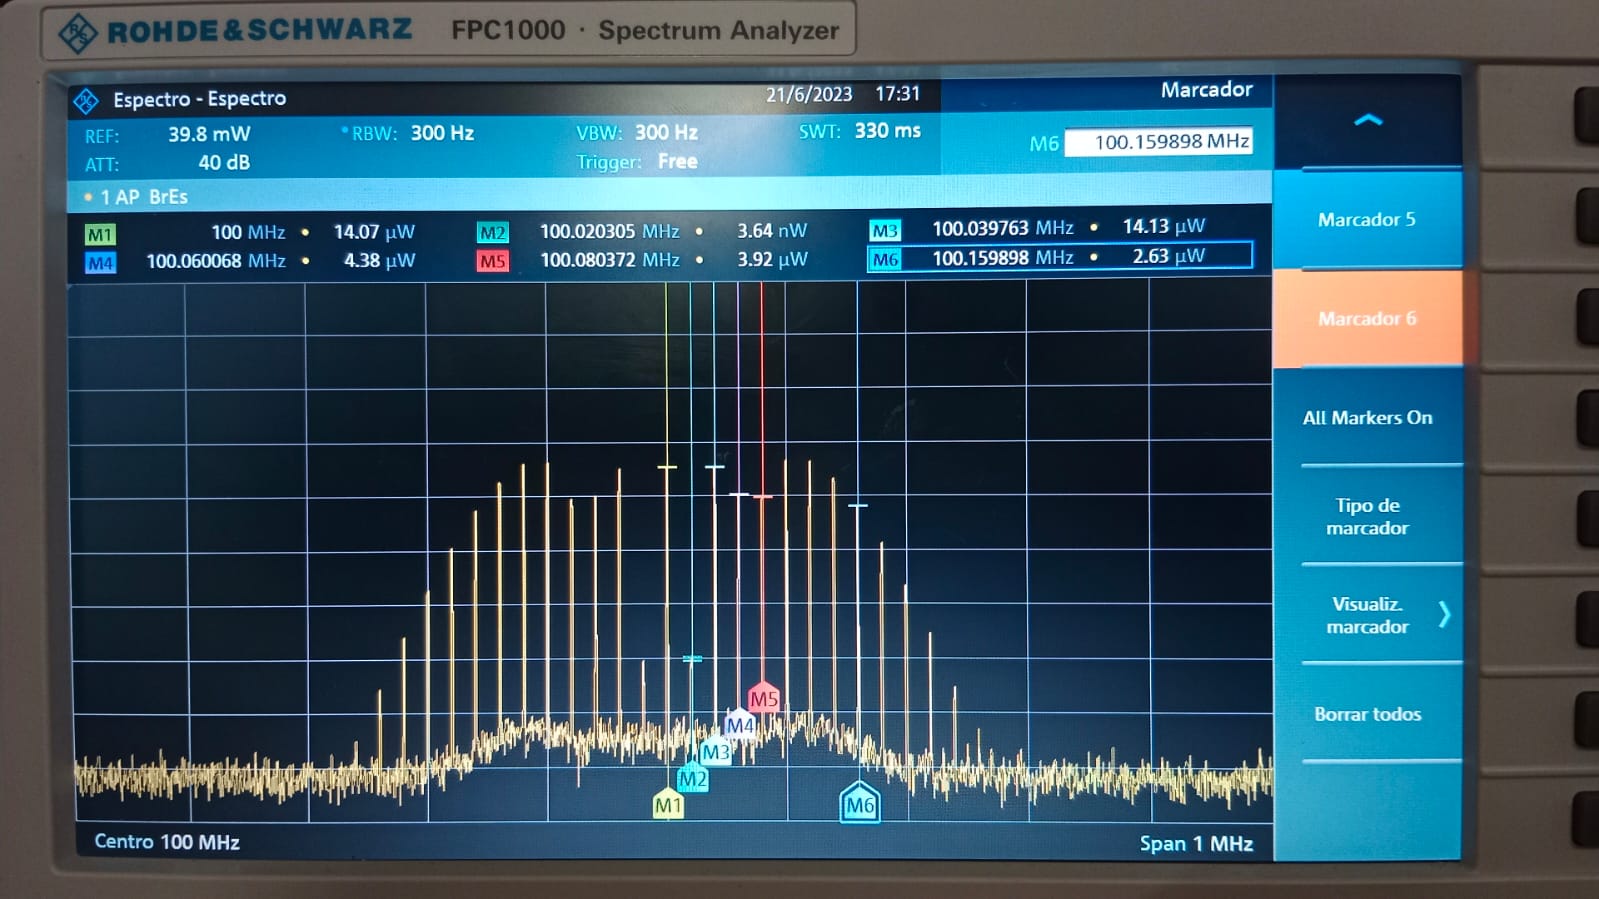 ROHDE&SCHWARZ FPC1000 · Spectrum Analyzer
Espectro - Espectro 21/6/2023 17:31 Marcador
REF: 39.8 mW RBW: 300 Hz VBW: 300 Hz SWT: 330 ms M6 100.159898 MHz
ATT: 40 dB Trigger: Free
1 AP BrEs
M1 100 MHz • 14.07 µW M2 100.020305 MHz • 3.64 nW M3 100.039763 MHz • 14.13 µW
M4 100.060068 MHz • 4.38 µW M5 100.080372 MHz • 3.92 µW M6 100.159898 MHz • 2.63 µW
Marcador 5
Marcador 6
All Markers On
Tipo de
marcador
Visualiz.
marcador
Borrar todos
M5
M4
M3
M2
M1 M6
Centro 100 MHz Span 1 MHz